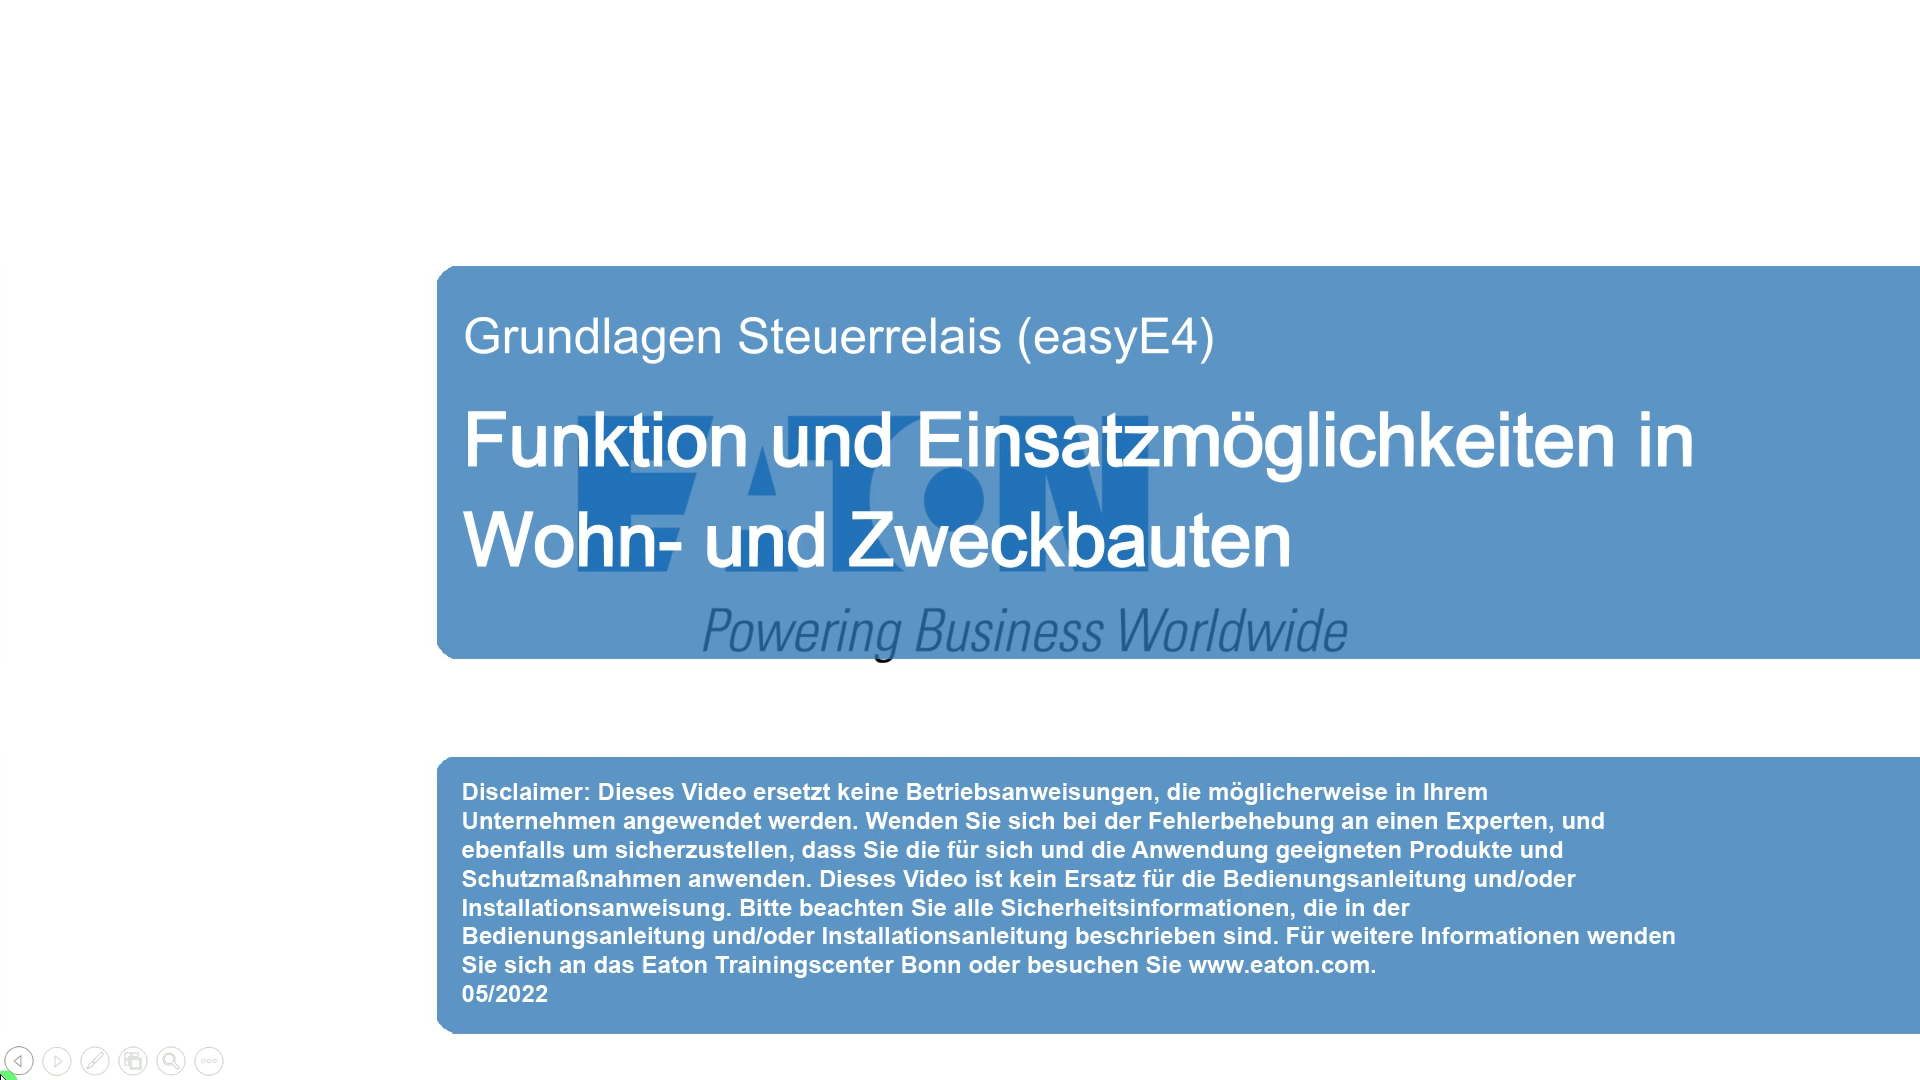 Grundlagen Steuerrelais (easyE4)
Funktion und Einsatzmöglichkeiten in
Wohn- und Zweckbauten
EATON
Powering Business Worldwide
Disclaimer: Dieses Video ersetzt keine Betriebsanweisungen, die möglicherweise in Ihrem
Unternehmen angewendet werden. Wenden Sie sich bei der Fehlerbehebung an einen Experten, und
ebenfalls um sicherzustellen, dass Sie die für sich und die Anwendung geeigneten Produkte und
Schutzmaßnahmen anwenden. Dieses Video ist kein Ersatz für die Bedienungsanleitung und/oder
Installationsanweisung. Bitte beachten Sie alle Sicherheitsinformationen, die in der
Bedienungsanleitung und/oder Installationsanleitung beschrieben sind. Für weitere Informationen wenden
Sie sich an das Eaton Trainingscenter Bonn oder besuchen Sie www.eaton.com.
05/2022